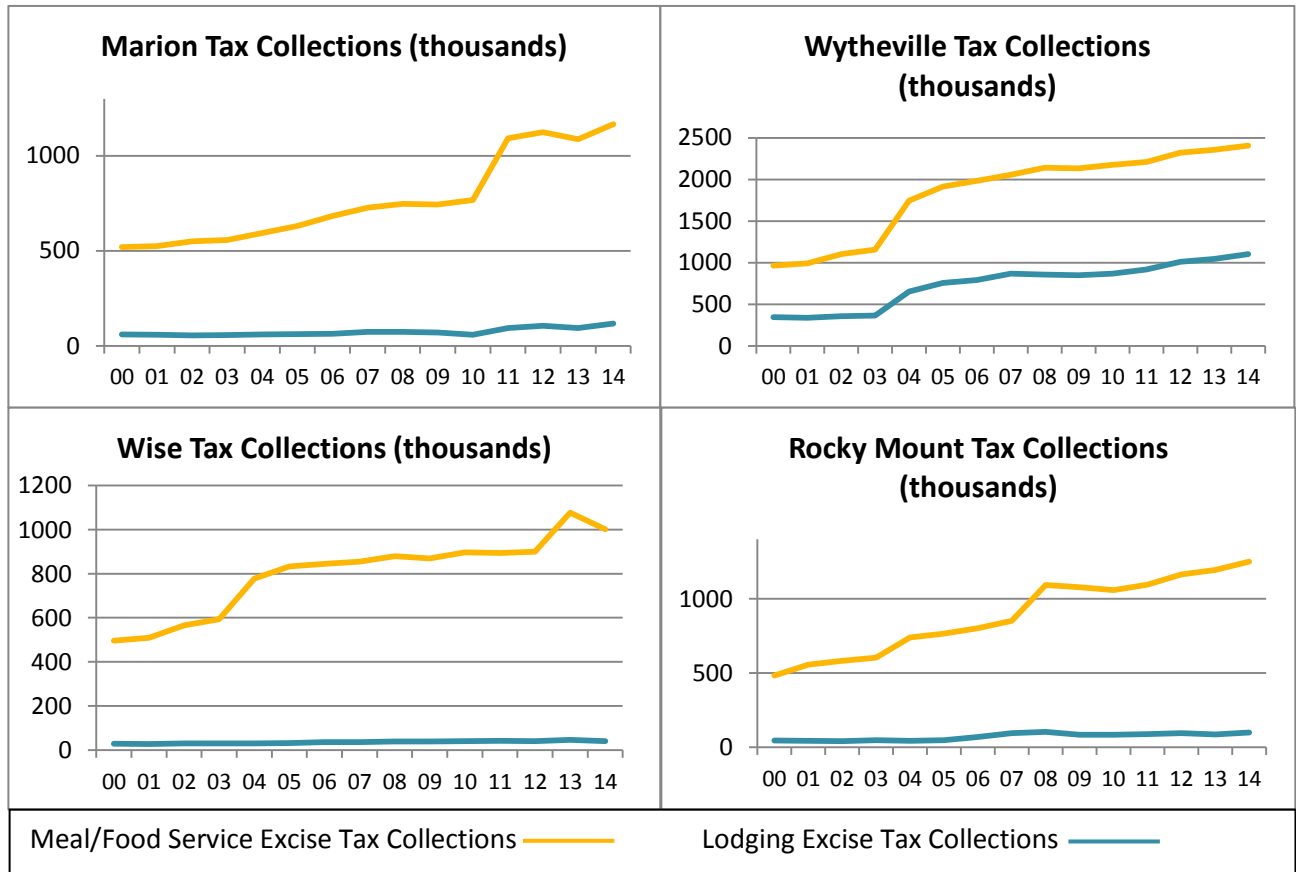 Marion Tax Collections (thousands)
1000
500
0
00 01 02 03 04 05 06 07 08 09 10 11 12 13 14
Wytheville Tax Collections
(thousands)
2500
2000
1500
1000
500
0
00 01 02 03 04 05 06 07 08 09 10 11 12 13 14
Wise Tax Collections (thousands)
1200
1000
800
600
400
200
0
00 01 02 03 04 05 06 07 08 09 10 11 12 13 14
Rocky Mount Tax Collections
(thousands)
1000
500
0
00 01 02 03 04 05 06 07 08 09 10 11 12 13 14
Meal/Food Service Excise Tax Collections Lodging Excise Tax Collections